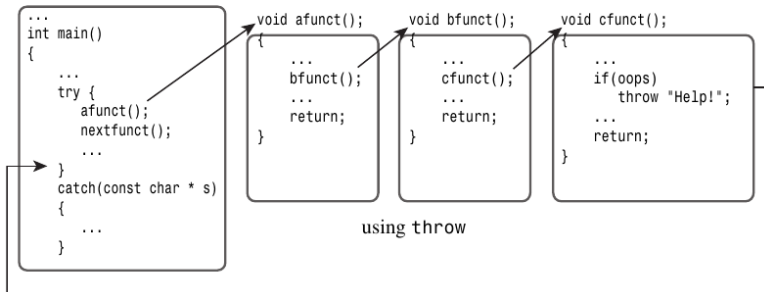 ...
int main()
{
...
try {
afunct();
nextfunct();
...
}
catch(const char * s)
{
...
}
void afunct();
{
...
bfunct();
...
return;
}
void bfunct();
{
...
cfunct();
...
return;
}
void cfunct();
{
...
if(oops)
throw "Help!";
...
return;
}
using throw